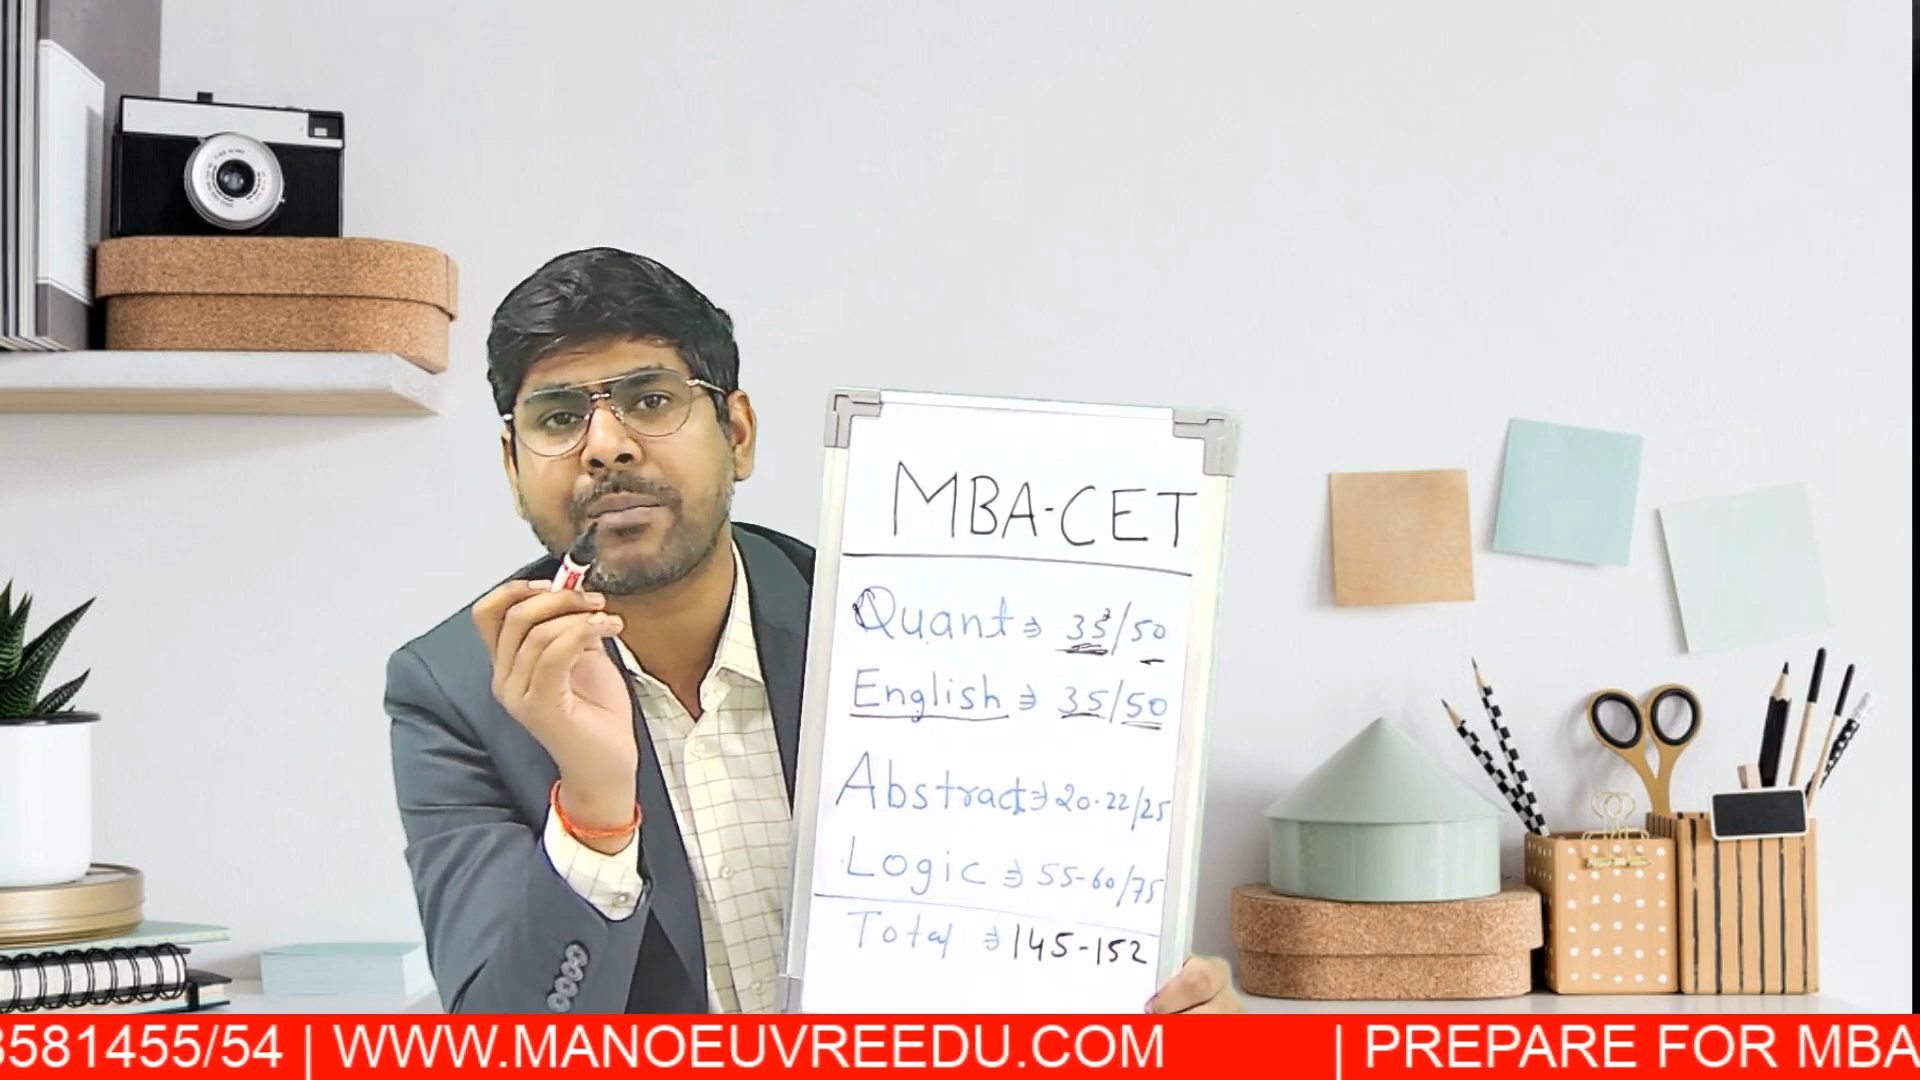 MBA-CET
Quant ⇒ 35/50
English ⇒ 35/50
Abstract ⇒ 20-22/25
Logic ⇒ 55-60/75
Total ⇒ 145-152
3581455/54 | WWW.MANOEUVREEDU.COM | PREPARE FOR MBA